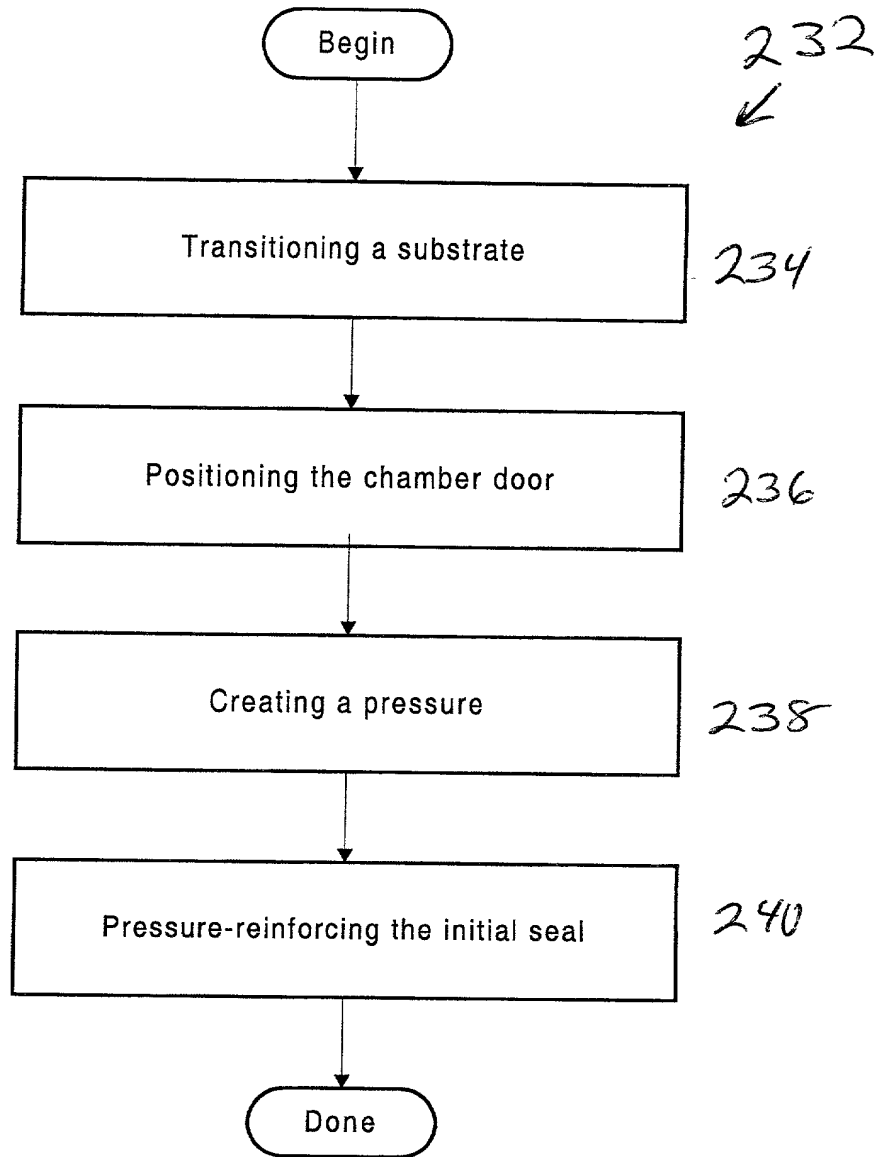 Begin
232
Transitioning a substrate
234
Positioning the chamber door
236
Creating a pressure
238
Pressure-reinforcing the initial seal
240
Done